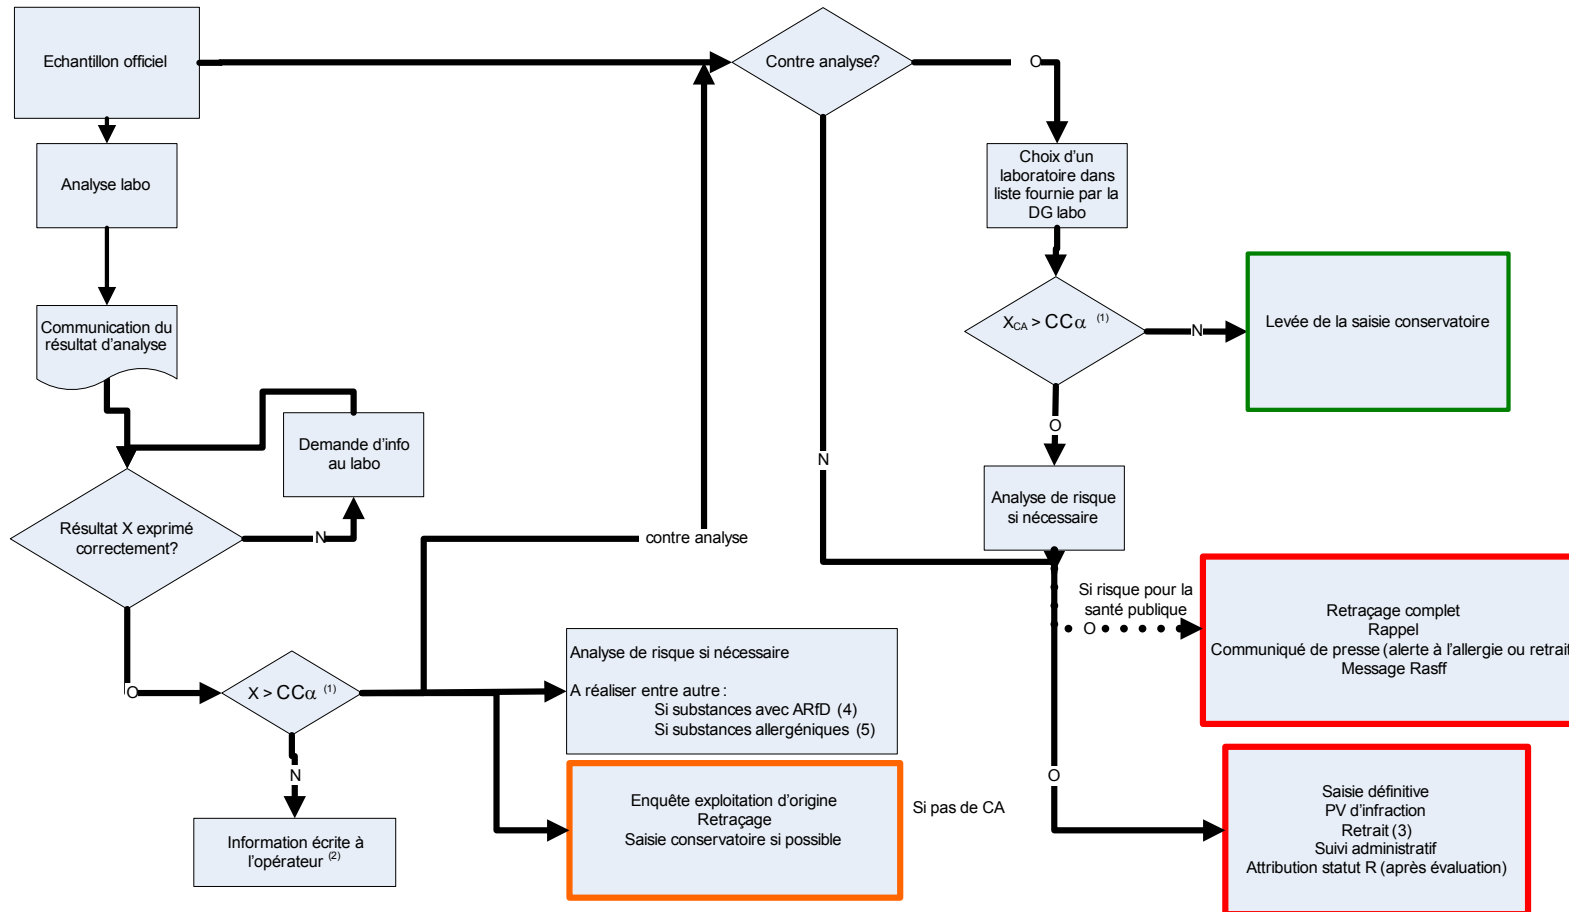 Echantillon officiel
Contre analyse?
O
Analyse labo
Choix d'un
laboratoire dans
liste fournie par la
DG labo
Communication du
résultat d'analyse
XCA > CCα (1)
N
Levée de la saisie conservatoire
O
Demande d'info
au labo
N
Analyse de risque
si nécessaire
Résultat X exprimé
correctement?
N
contre analyse
Si risque pour la
santé publique
O
Retraçage complet
Rappel
Communiqué de presse (alerte à l'allergie ou retrait
Message Rasff
O
X > CCα (1)
Analyse de risque si nécessaire
A réaliser entre autre :
Si substances avec ARfD (4)
Si substances allergéniques (5)
N
O
Enquête exploitation d'origine
Retraçage
Saisie conservatoire si possible
Si pas de CA
Saisie définitive
PV d'infraction
Retrait (3)
Suivi administratif
Attribution statut R (après évaluation)
Information écrite à
l'opérateur (2)